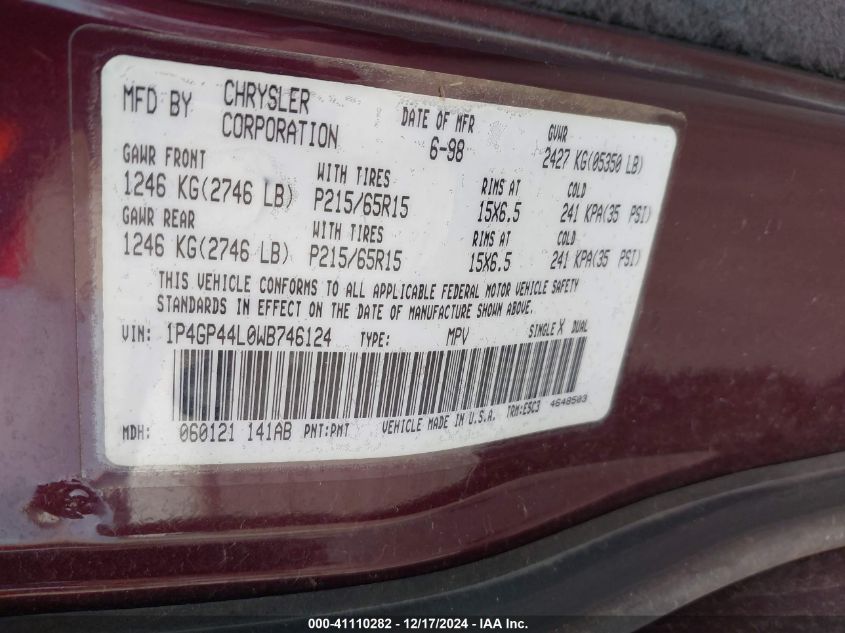 MFD BY CHRYSLER CORPORATION DATE OF MFR 6-98 GVWR 2427 KG(05350 LB)
GAWR FRONT WITH TIRES RIMS AT COLD
1246 KG(2746 LB) P215/65R15 15X6.5 241 KPA(35 PSI)
GAWR REAR WITH TIRES RIMS AT COLD
1246 KG(2746 LB) P215/65R15 15X6.5 241 KPA(35 PSI)
THIS VEHICLE CONFORMS TO ALL APPLICABLE FEDERAL MOTOR VEHICLE SAFETY
STANDARDS IN EFFECT ON THE DATE OF MANUFACTURE SHOWN ABOVE.
VIN: 1P4GP44L0WB746124 TYPE: MPV SINGLE X DUAL
MDH: 060121 141AB PNT:PMT VEHICLE MADE IN U.S.A. TRM:E5C3 4648503
000-41110282 - 12/17/2024 - IAA